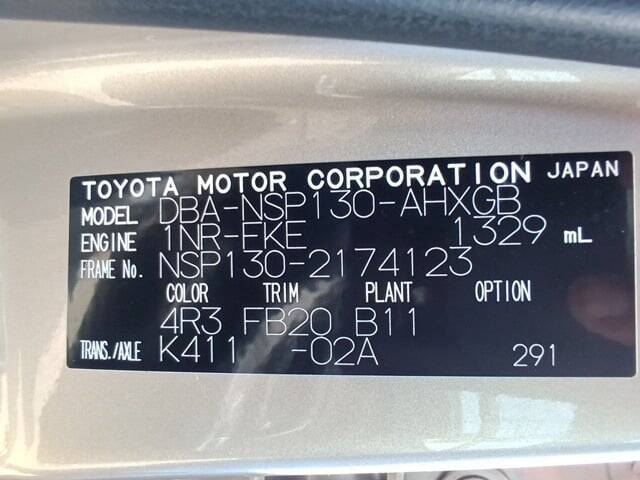 TOYOTA MOTOR CORPORATION JAPAN
MODEL DBA-NSP130-AHXGB
ENGINE 1NR-FKE 1329 mL
FRAME No. NSP130-2174123
COLOR TRIM PLANT OPTION
4R3 FB20 B11
TRANS./AXLE K411 -02A 291